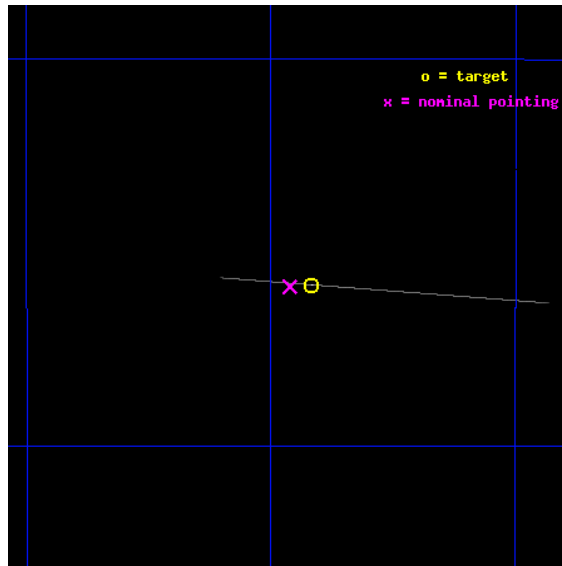 o = target
x = nominal pointing